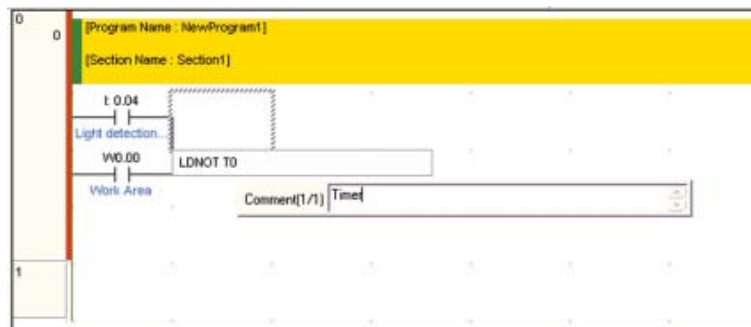 0
0
[Program Name : NewProgram1]
[Section Name : Section1]
I: 0.04
Light detection...
W0.00
LDNOT T0
Work Area
Comment(1/1) Timer
1